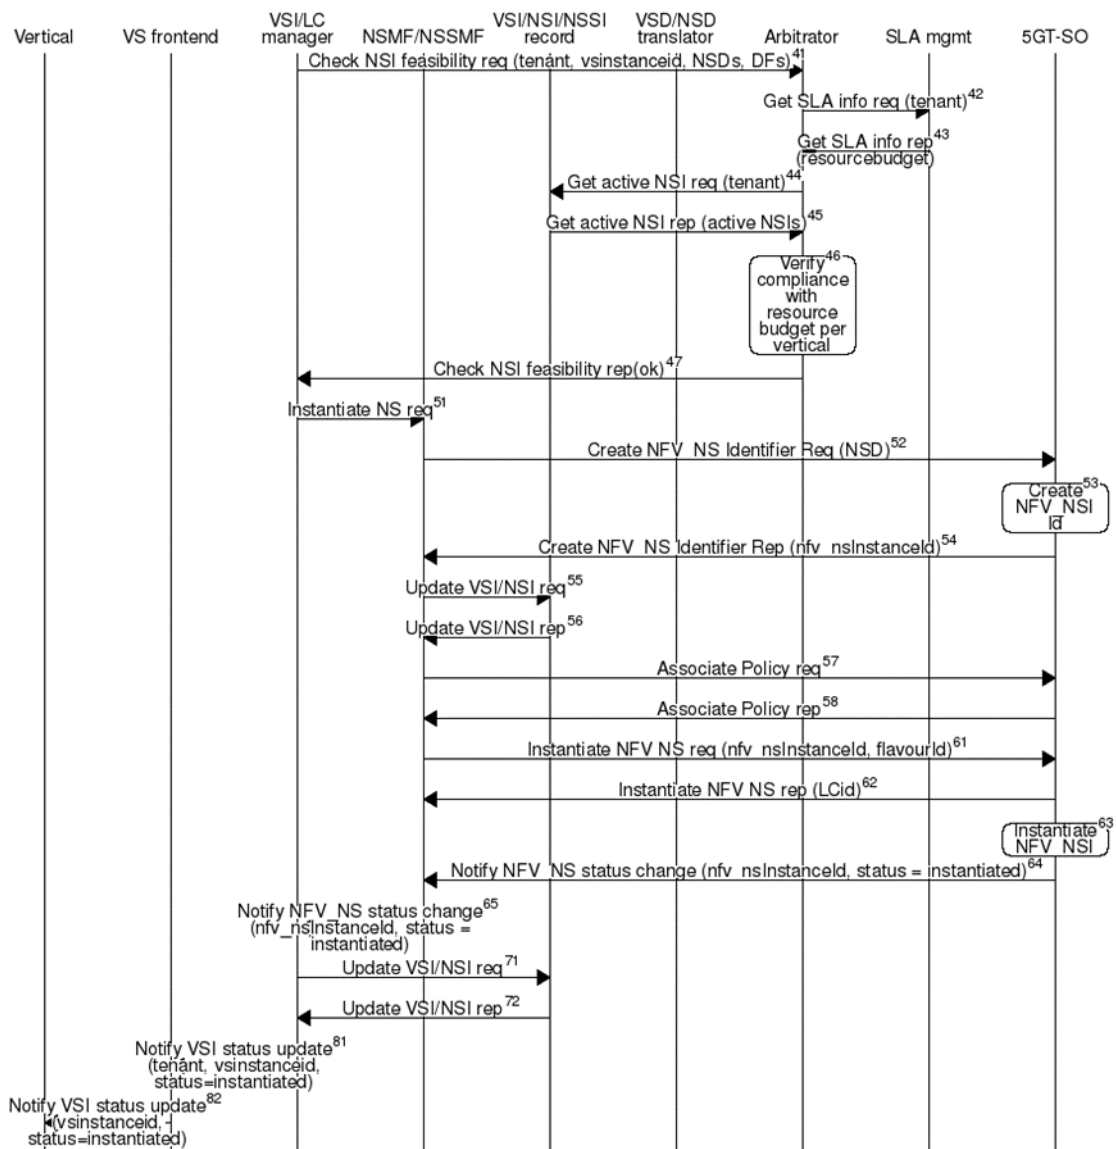 Vertical
VS frontend
VSI/LC
manager
NSMF/NSSMF
VSI/NSI/NSSI
record
VSD/NSD
translator
Arbitrator
SLA mgmt
5GT-SO
Check NSI feasibility req (tenant, vsinstanceid, NSDs, DFs)41
Get SLA info req (tenant)42
Get SLA info rep43
(resourcebudget)
Get active NSI req (tenant)44
Get active NSI rep (active NSIs)45
Verify46
compliance
with
resource
budget per
vertical
Check NSI feasibility rep(ok)47
Instantiate NS req51
Create NFV_NS Identifier Req (NSD)52
Create53
NFV_NSI
Id
Create NFV_NS Identifier Rep (nfv_nsInstanceId)54
Update VSI/NSI req55
Update VSI/NSI rep56
Associate Policy req57
Associate Policy rep58
Instantiate NFV NS req (nfv_nsInstanceId, flavourId)61
Instantiate NFV NS rep (LCid)62
Instantiate63
NFV_NSI
Notify NFV_NS status change (nfv_nsInstanceId, status = instantiated)64
Notify NFV_NS status change65
(nfv_nsInstanceId, status =
instantiated)
Update VSI/NSI req71
Update VSI/NSI rep72
Notify VSI status update81
(tenant, vsinstanceid,
status=instantiated)
Notify VSI status update82
(vsinstanceid,
status=instantiated)